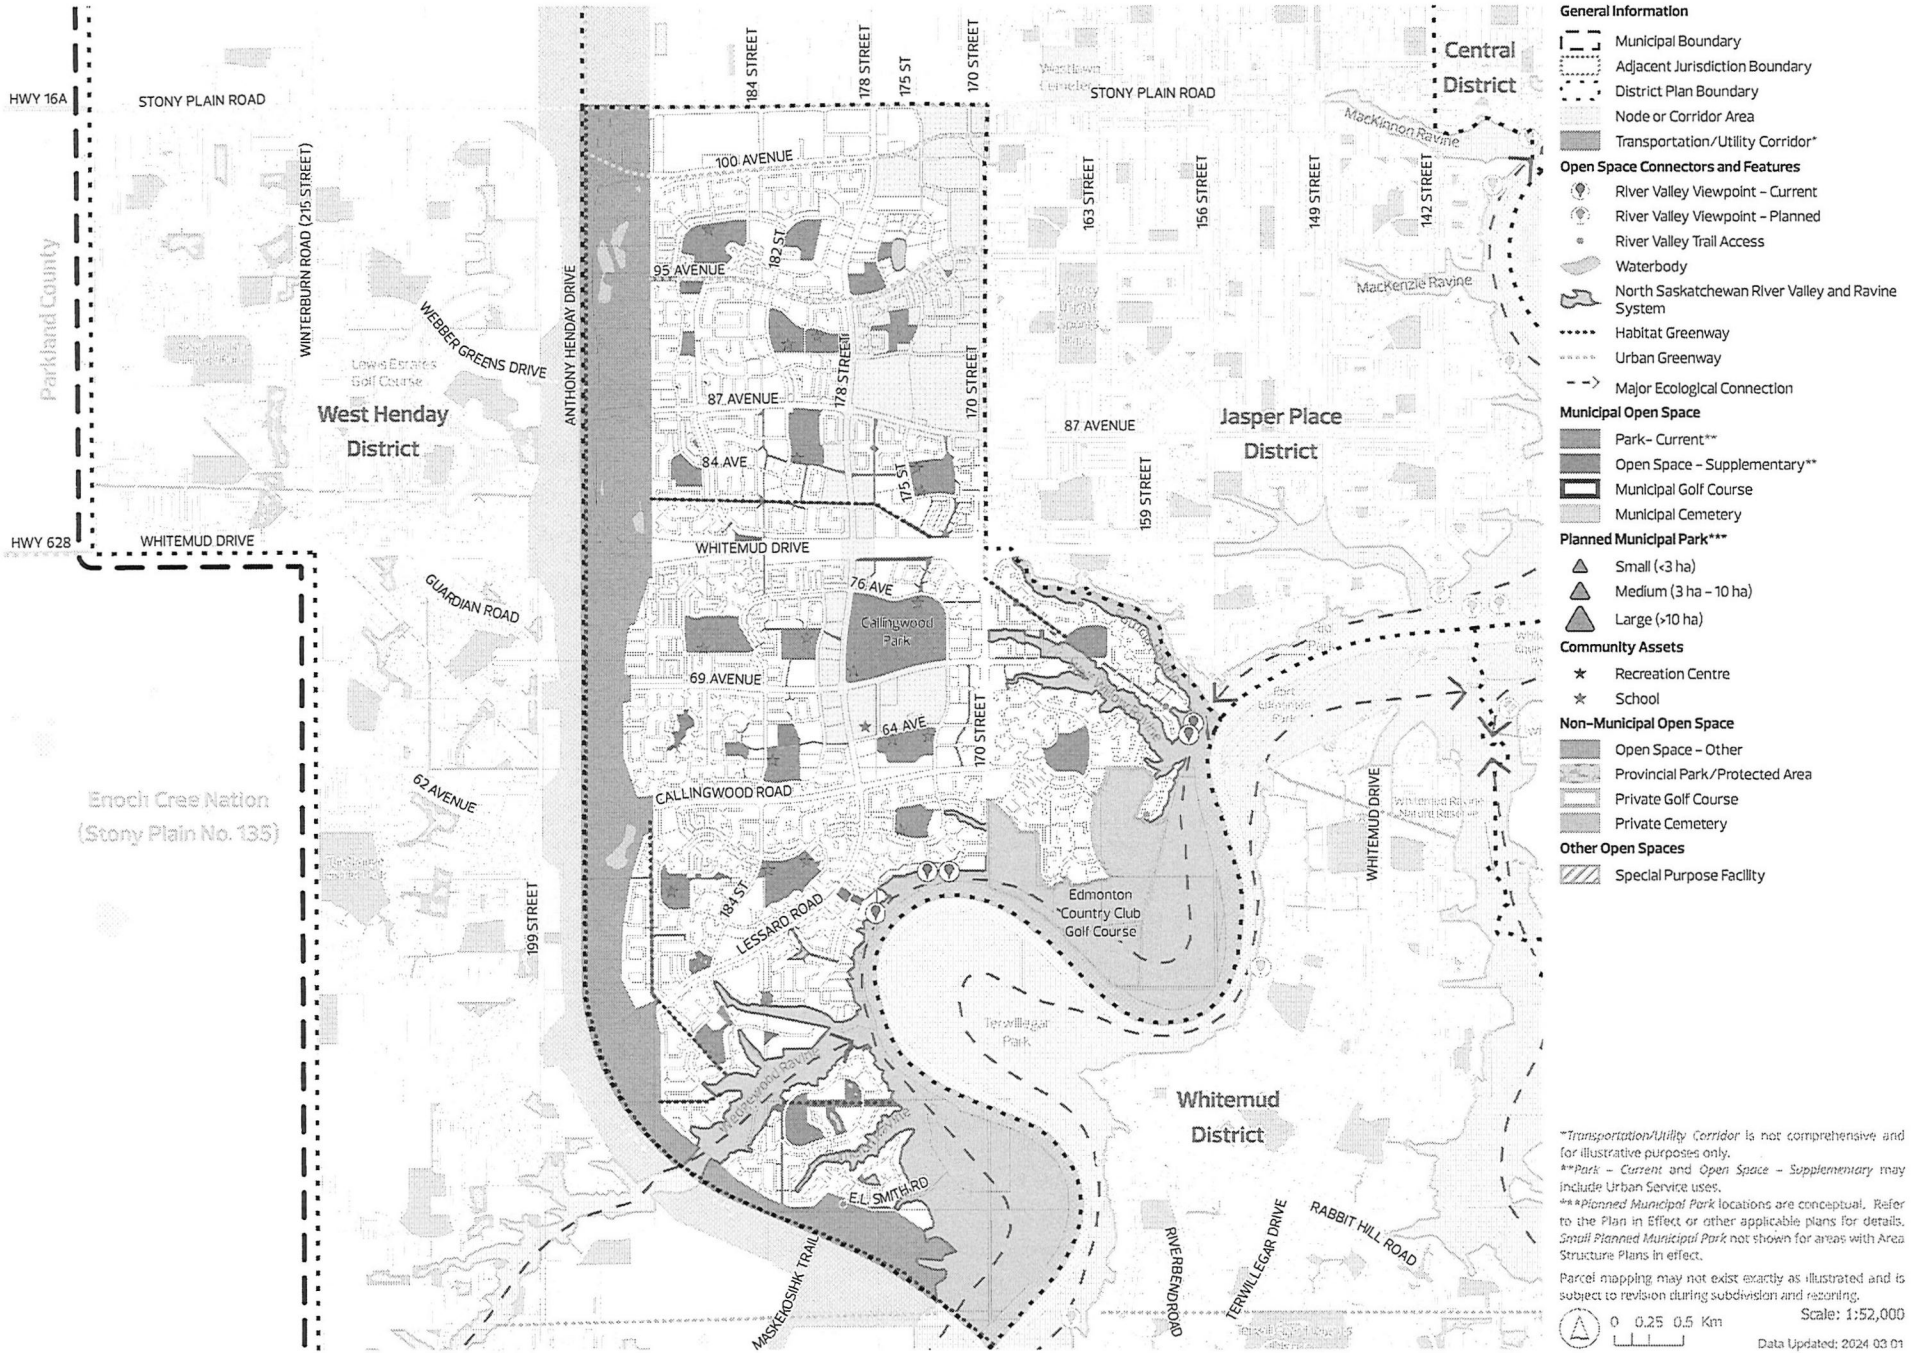 184 STREET
178 STREET
175 ST
170 STREET
Central
District
HWY 16A
STONY PLAIN ROAD
STONY PLAIN ROAD
Cemetery
MacKinnon Ravine
100 AVENUE
WINTERBURN ROAD (215 STREET)
163 STREET
156 STREET
149 STREET
142 STREET
Parkland County
182 ST
95 AVENUE
ANTHONY HENDAY DRIVE
MacKenzie Ravine
WEBBER GREENS DRIVE
Lewis Estates
Golf Course
178 STREET
170 STREET
87 AVENUE
West Henday
District
87 AVENUE
Jasper Place
District
84 AVE
175 ST
159 STREET
HWY 628
WHITEMUD DRIVE
WHITEMUD DRIVE
GUARDIAN ROAD
76 AVE
Callingwood
Park
69 AVENUE
64 AVE
170 STREET
Fort
Edmonton
Park
62 AVENUE
CALLINGWOOD ROAD
Enoch Cree Nation
(Stony Plain No. 135)
WHITEMUD DRIVE
Whitemud Ravine
Nature Reserve
199 STREET
184 ST
LESSARD ROAD
Edmonton
Country Club
Golf Course
Terwillegar
Park
Wedgewood Ravine
Whitemud
District
E.L. SMITH RD
MASKEKOSIHK TRAIL
RIVERBEND ROAD
TERWILLEGAR DRIVE
RABBIT HILL ROAD
General Information
Municipal Boundary
Adjacent Jurisdiction Boundary
District Plan Boundary
Node or Corridor Area
Transportation/Utility Corridor*
Open Space Connectors and Features
River Valley Viewpoint - Current
River Valley Viewpoint - Planned
River Valley Trail Access
Waterbody
North Saskatchewan River Valley and Ravine
System
Habitat Greenway
Urban Greenway
Major Ecological Connection
Municipal Open Space
Park- Current**
Open Space - Supplementary**
Municipal Golf Course
Municipal Cemetery
Planned Municipal Park***
Small (<3 ha)
Medium (3 ha - 10 ha)
Large (>10 ha)
Community Assets
Recreation Centre
School
Non-Municipal Open Space
Open Space - Other
Provincial Park/Protected Area
Private Golf Course
Private Cemetery
Other Open Spaces
Special Purpose Facility
*Transportation/Utility Corridor is not comprehensive and
for illustrative purposes only.
**Park - Current and Open Space - Supplementary may
include Urban Service uses.
***Planned Municipal Park locations are conceptual. Refer
to the Plan in Effect or other applicable plans for details.
Small Planned Municipal Park not shown for areas with Area
Structure Plans in effect.
Parcel mapping may not exist exactly as illustrated and is
subject to revision during subdivision and rezoning.
0 0.25 0.5 Km
Scale: 1:52,000
Data Updated: 2024 03 01